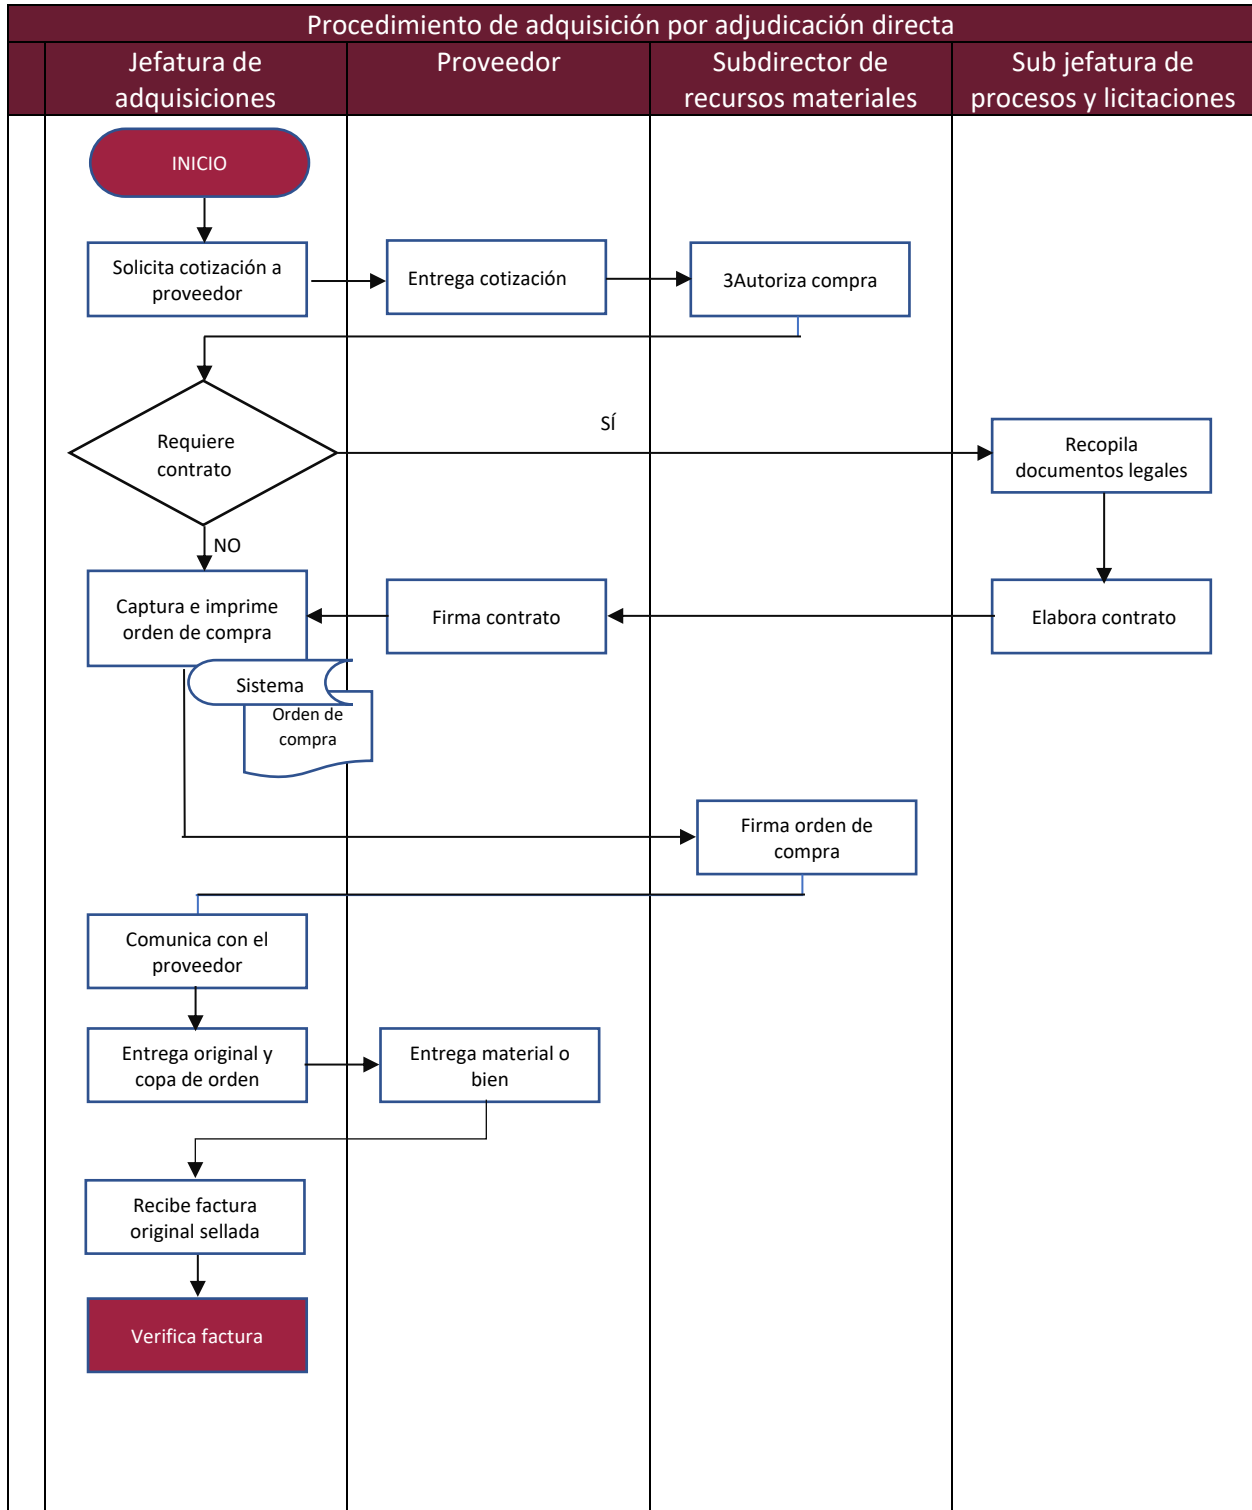 Procedimiento de adquisición por adjudicación directa
Jefatura de
adquisiciones
Proveedor
Subdirector de
recursos materiales
Sub jefatura de
procesos y licitaciones
INICIO
Solicita cotización a
proveedor
Entrega cotización
3Autoriza compra
Requiere
contrato
SÍ
Recopila
documentos legales
NO
Captura e imprime
orden de compra
Firma contrato
Elabora contrato
Sistema
Orden de
compra
Firma orden de
compra
Comunica con el
proveedor
Entrega original y
copa de orden
Entrega material o
bien
Recibe factura
original sellada
Verifica factura